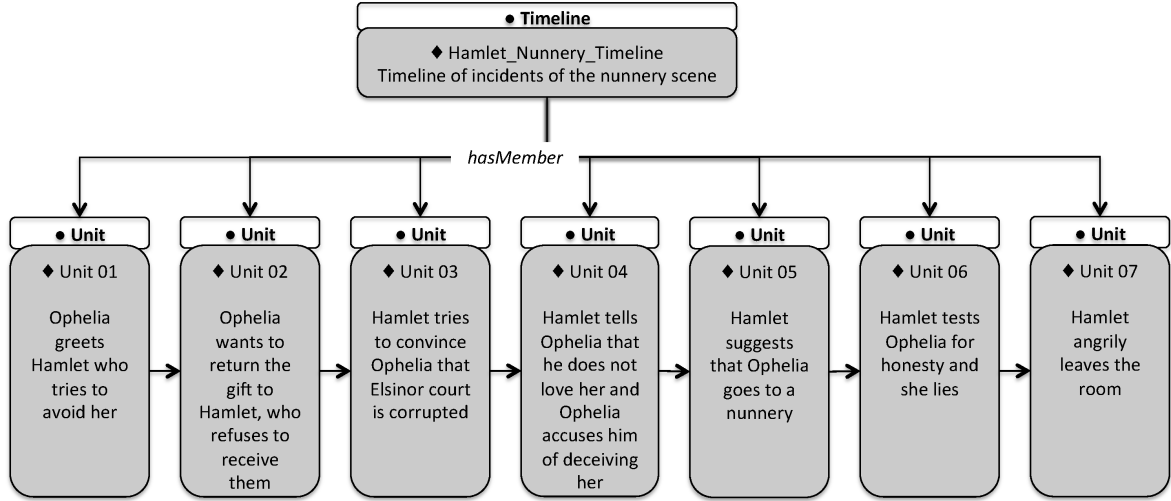 ● Timeline
♦ Hamlet_Nunnery_Timeline
Timeline of incidents of the nunnery scene
hasMember
● Unit
♦ Unit 01
Ophelia
greets
Hamlet who
tries to
avoid her
● Unit
♦ Unit 02
Ophelia
wants to
return the
gift to
Hamlet, who
refuses to
receive
them
● Unit
♦ Unit 03
Hamlet tries
to convince
Ophelia that
Elsinor court
is corrupted
● Unit
♦ Unit 04
Hamlet tells
Ophelia that
he does not
love her and
Ophelia
accuses him
of deceiving
her
● Unit
♦ Unit 05
Hamlet
suggests
that Ophelia
goes to a
nunnery
● Unit
♦ Unit 06
Hamlet tests
Ophelia for
honesty and
she lies
● Unit
♦ Unit 07
Hamlet
angrily
leaves the
room